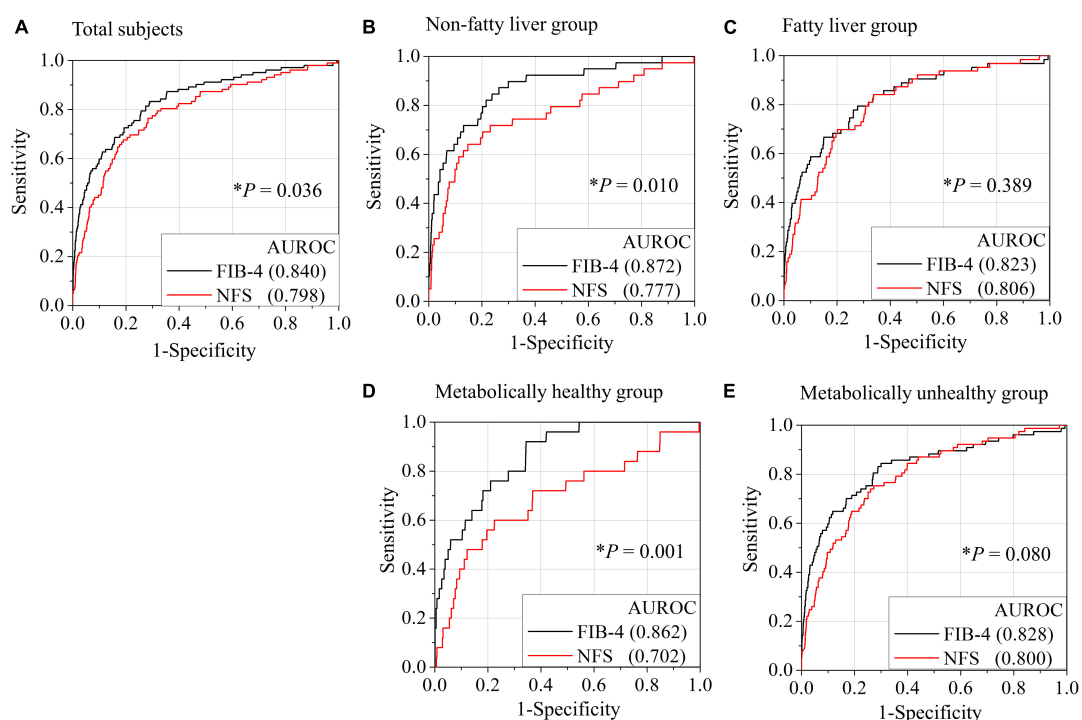 A Total subjects
1.0
0.8
0.6
0.4
0.2
0.0
Sensitivity
*P = 0.036
AUROC
FIB-4 (0.840)
NFS (0.798)
0.0 0.2 0.4 0.6 0.8 1.0
1-Specificity
B Non-fatty liver group
1.0
0.8
0.6
0.4
0.2
0.0
Sensitivity
*P = 0.010
AUROC
FIB-4 (0.872)
NFS (0.777)
0.0 0.2 0.4 0.6 0.8 1.0
1-Specificity
C Fatty liver group
1.0
0.8
0.6
0.4
0.2
0.0
Sensitivity
*P = 0.389
AUROC
FIB-4 (0.823)
NFS (0.806)
0.0 0.2 0.4 0.6 0.8 1.0
1-Specificity
D Metabolically healthy group
1.0
0.8
0.6
0.4
0.2
0.0
Sensitivity
*P = 0.001
AUROC
FIB-4 (0.862)
NFS (0.702)
0.0 0.2 0.4 0.6 0.8 1.0
1-Specificity
E Metabolically unhealthy group
1.0
0.8
0.6
0.4
0.2
0.0
Sensitivity
*P = 0.080
AUROC
FIB-4 (0.828)
NFS (0.800)
0.0 0.2 0.4 0.6 0.8 1.0
1-Specificity